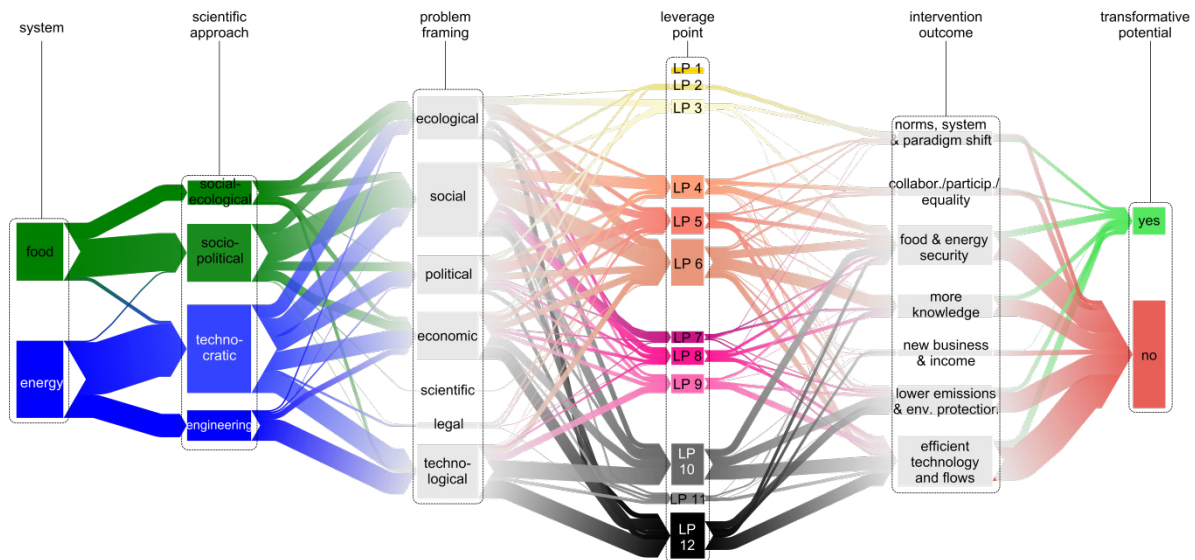 system
scientific
approach
problem
framing
leverage
point
intervention
outcome
transformative
potential
food
energy
social-
ecological
socio-
political
techno-
cratic
engineering
ecological
social
political
economic
scientific
legal
techno-
logical
LP 1
LP 2
LP 3
LP 4
LP 5
LP 6
LP 7
LP 8
LP 9
LP
10
LP 11
LP
12
norms, system
& paradigm shift
collabor./particip./
equality
food & energy
security
more
knowledge
new business
& income
lower emissions
& env. protection
efficient
technology
and flows
yes
no